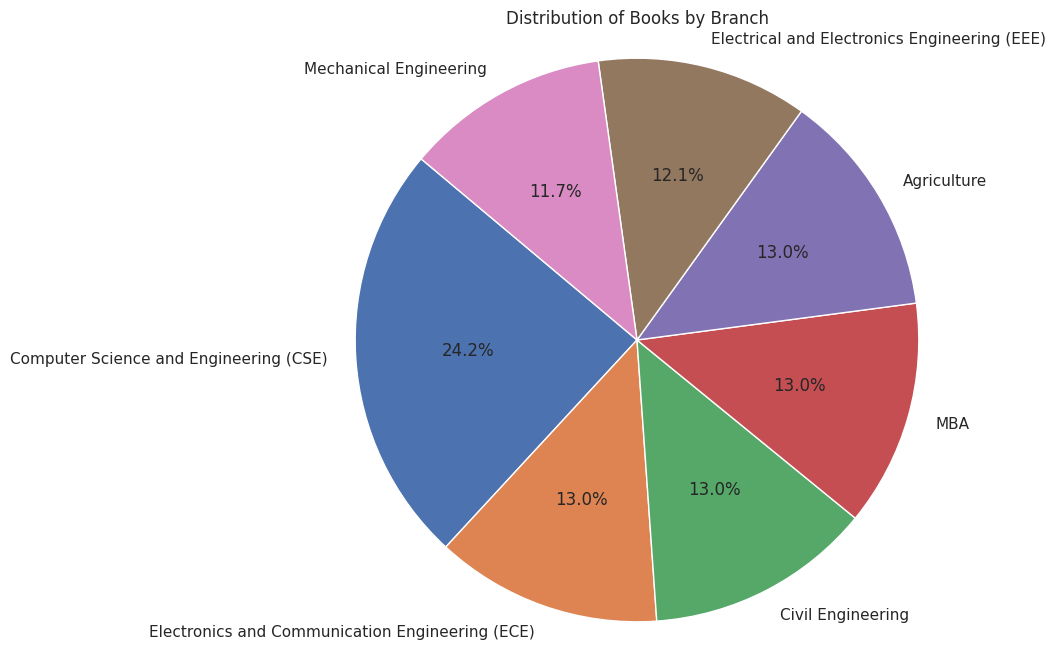 Distribution of Books by Branch
Electrical and Electronics Engineering (EEE)
Mechanical Engineering
12.1%
Agriculture
11.7%
13.0%
24.2%
Computer Science and Engineering (CSE)
13.0%
MBA
13.0%
13.0%
Civil Engineering
Electronics and Communication Engineering (ECE)